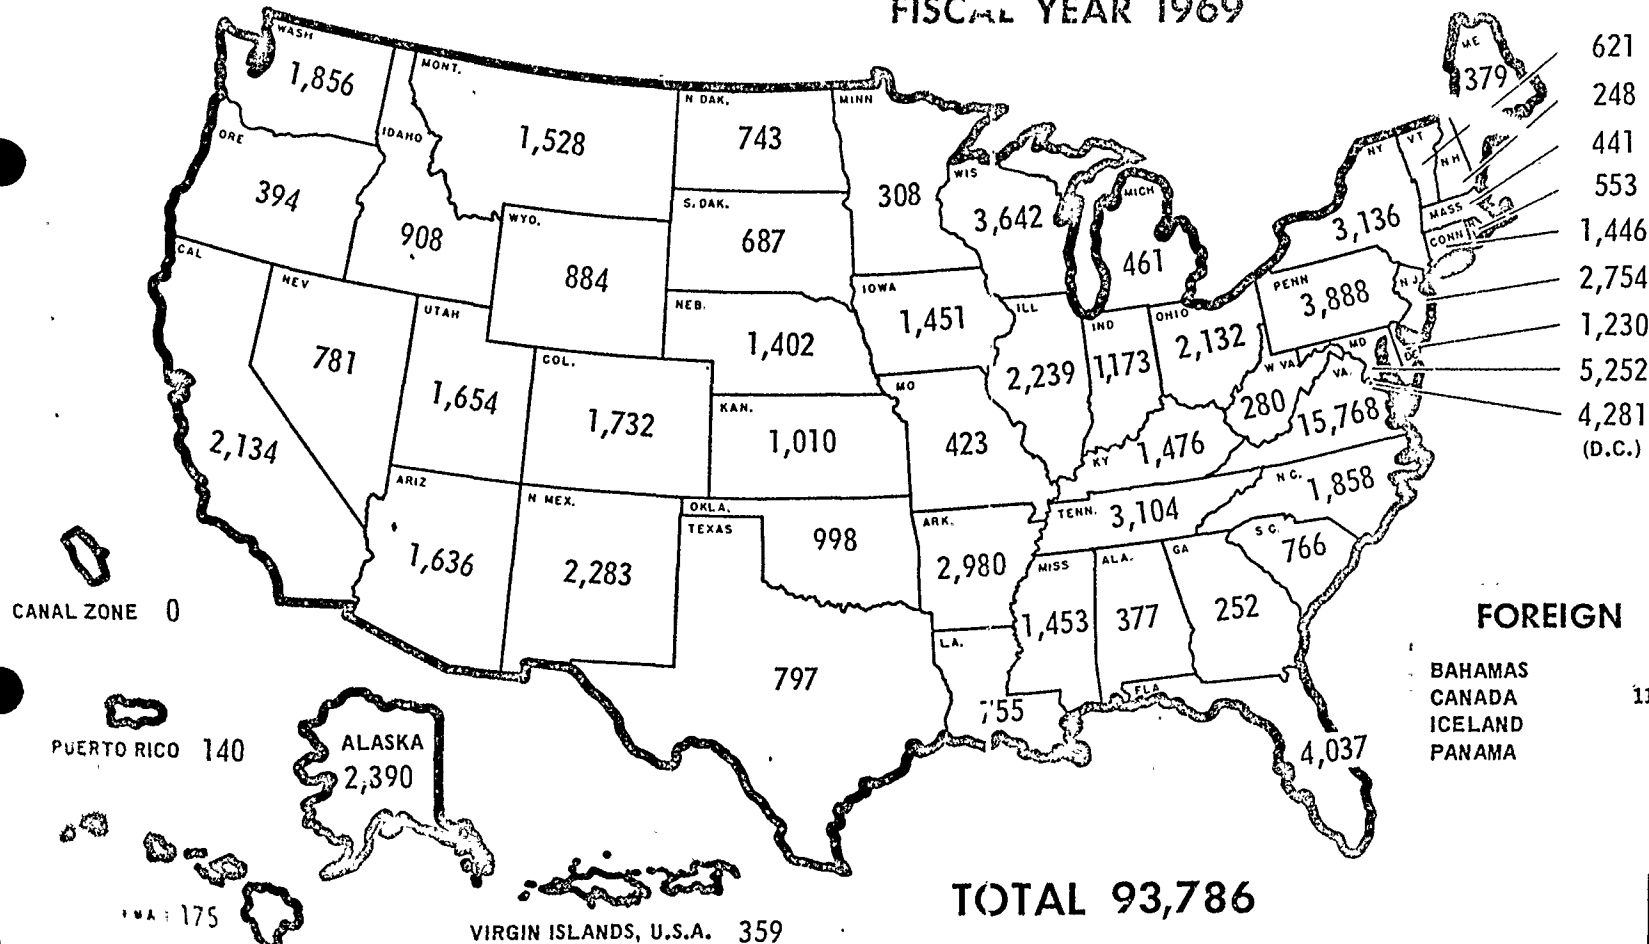 FISCAL YEAR 1969
WASH
1,856
ORE
394
IDAHO
908
MONT.
1,528
WYO.
884
N DAK.
743
S. DAK.
687
NEB.
1,402
MINN
308
WIS
3,642
MICH
461
IOWA
1,451
ILL
2,239
IND
1,173
OHIO
2,132
PENN
3,888
NY
3,136
VT
NH
ME
379
MASS
CONN
RI
NJ
MD
W VA
280
VA.
15,768
621
248
441
553
1,446
2,754
1,230
5,252
4,281
(D.C.)
CAL
2,134
NEV
781
UTAH
1,654
COL.
1,732
KAN.
1,010
MO
423
KY
1,476
N C.
1,858
TENN.
3,104
S C.
766
ARIZ
1,636
N MEX.
2,283
OKLA.
998
TEXAS
797
ARK.
2,980
LA.
755
MISS
1,453
ALA.
377
GA
252
FLA
4,037
CANAL ZONE 0
PUERTO RICO 140
ALASKA
2,390
175
VIRGIN ISLANDS, U.S.A. 359
TOTAL 93,786
FOREIGN
BAHAMAS
CANADA 11
ICELAND
PANAMA